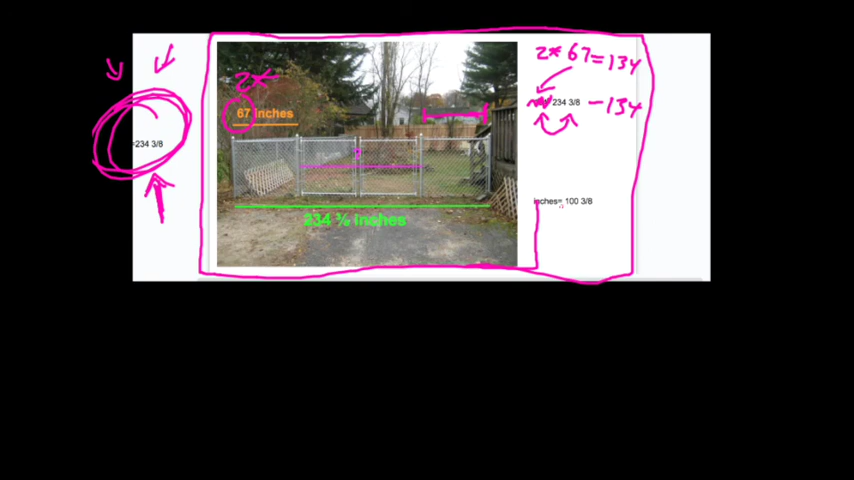 2*
67 inches
234 3/8 inches
=234 3/8
2*67=134
234 3/8 -134
inches= 100 3/8